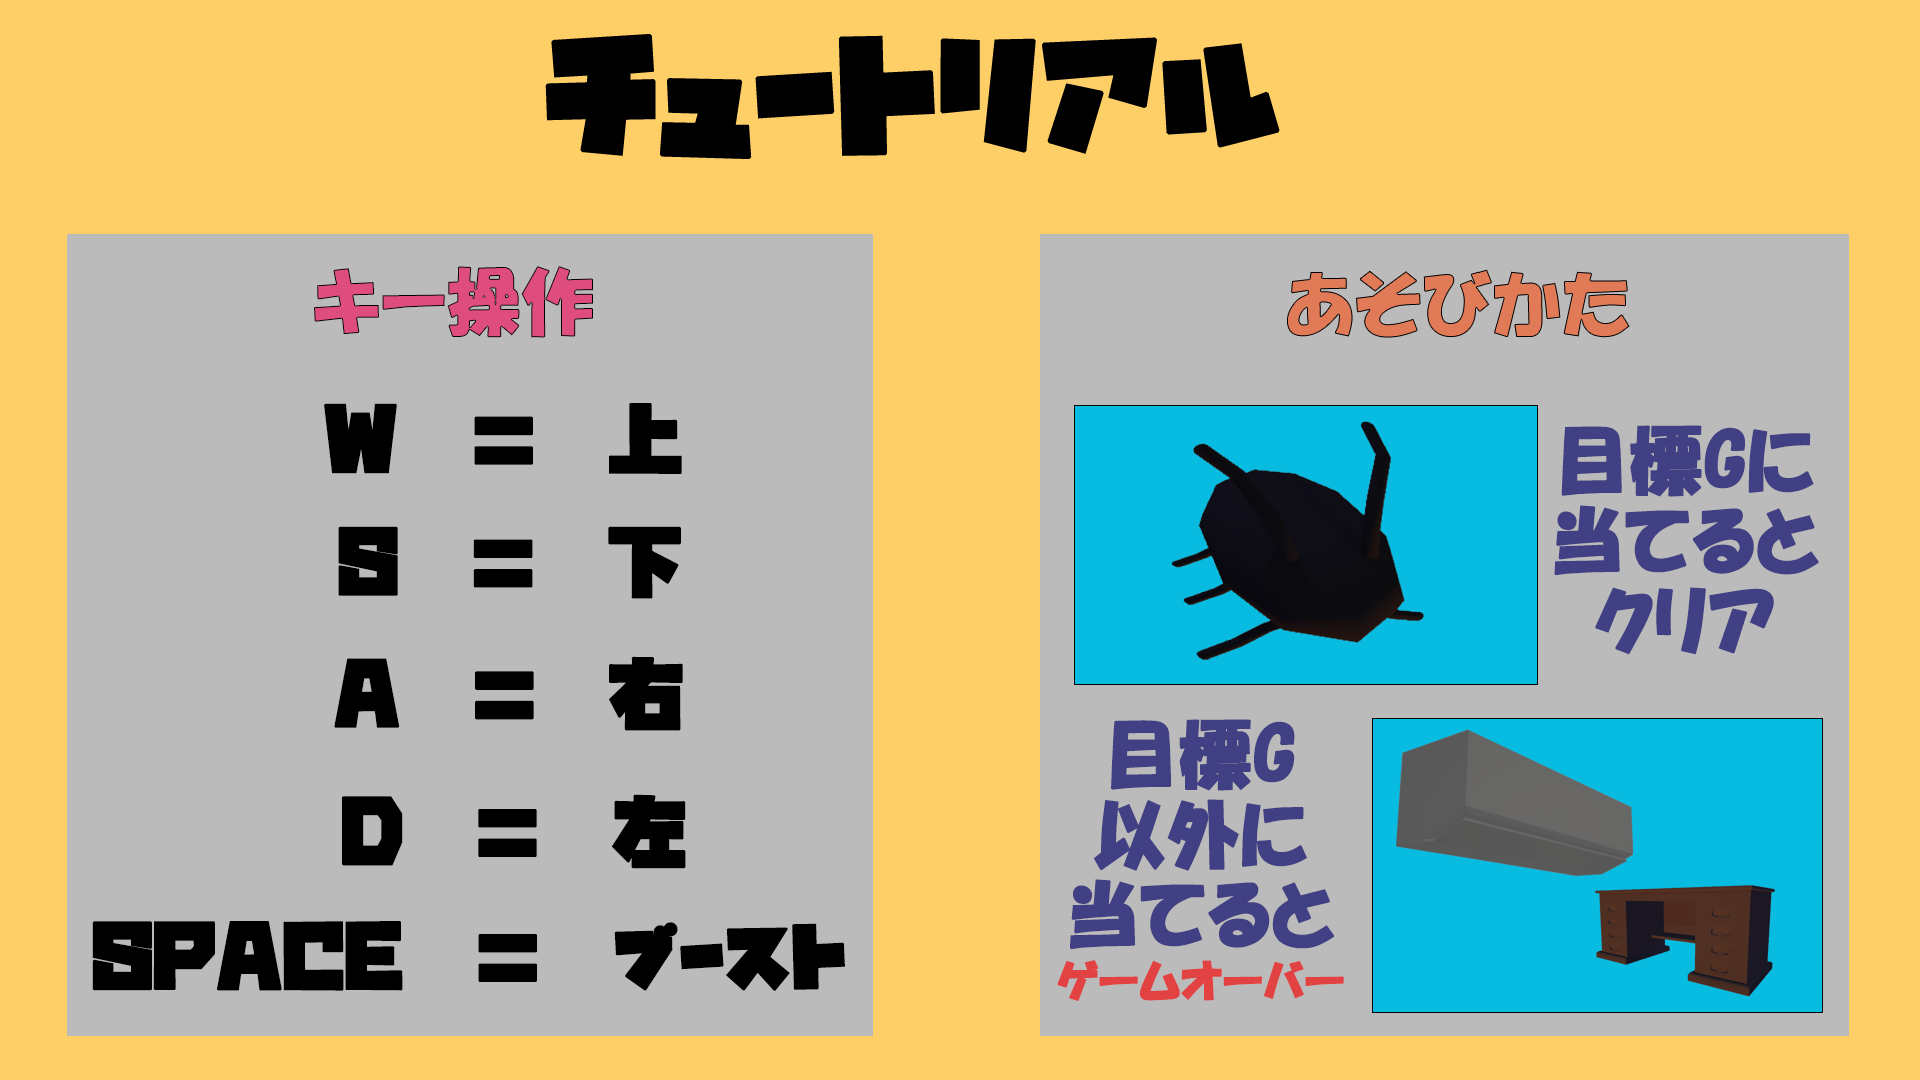 チュートリアル
キー操作
W = 上
S = 下
A = 右
D = 左
SPACE = ブースト
あそびかた
目標Gに
当てると
クリア
目標G
以外に
当てると
ゲームオーバー